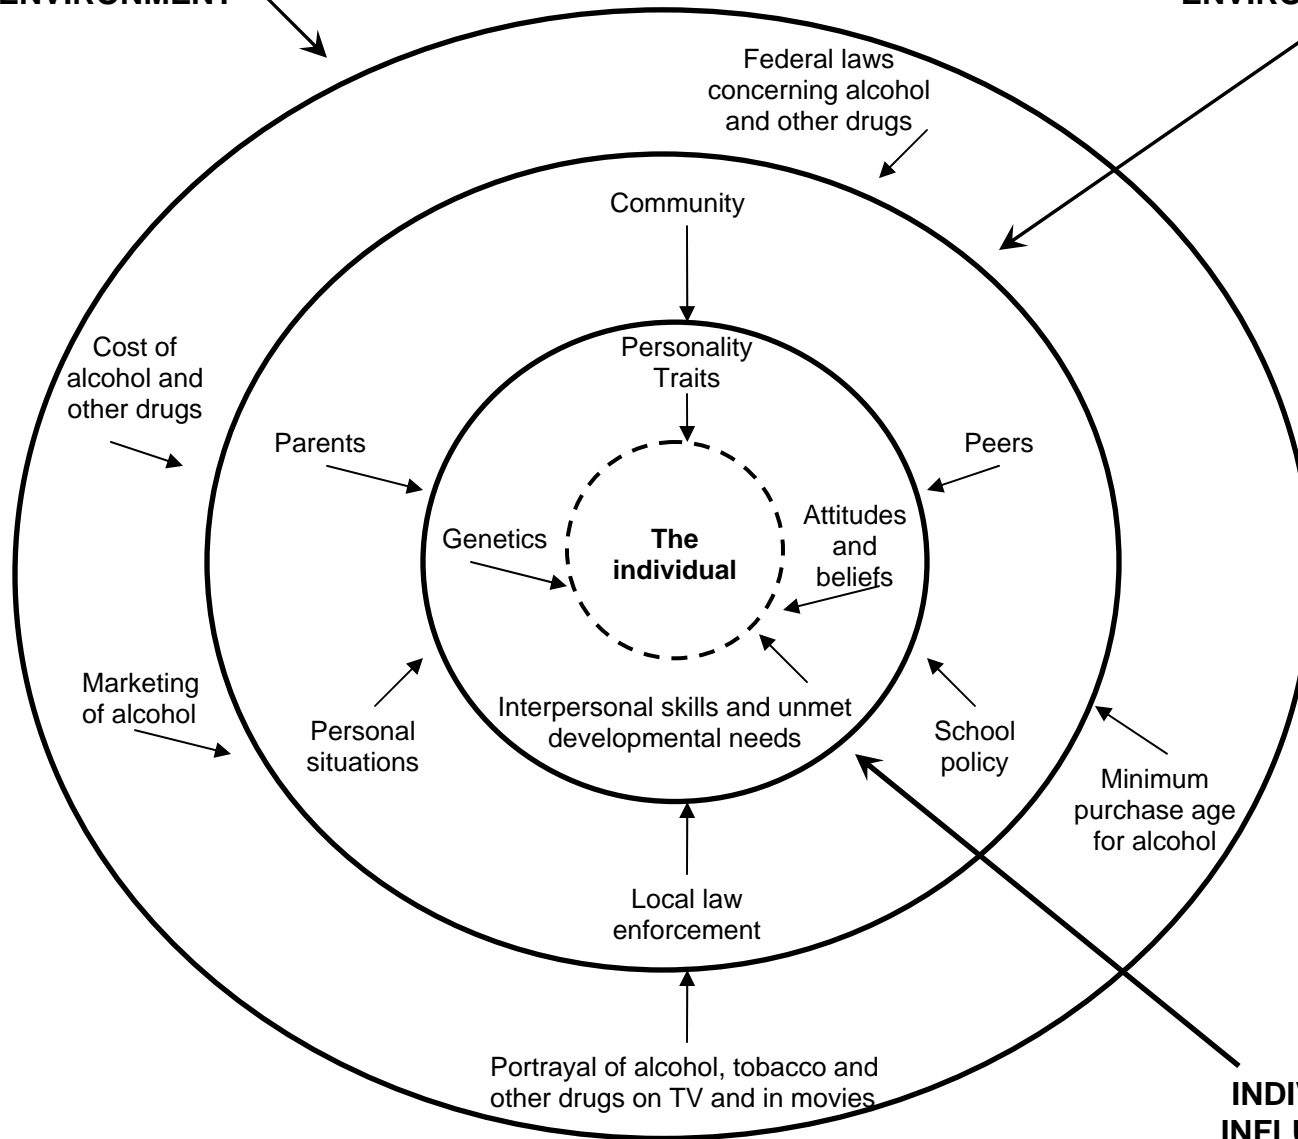 ENVIRONMENT
Federal laws
concerning alcohol
and other drugs
Community
Personality
Traits
Cost of
alcohol and
other drugs
Parents
Peers
Genetics
The
individual
Attitudes
and
beliefs
Marketing
of alcohol
Personal
situations
Interpersonal skills and unmet
developmental needs
School
policy
Minimum
purchase age
for alcohol
Local law
enforcement
Portrayal of alcohol, tobacco and
other drugs on TV and in movies